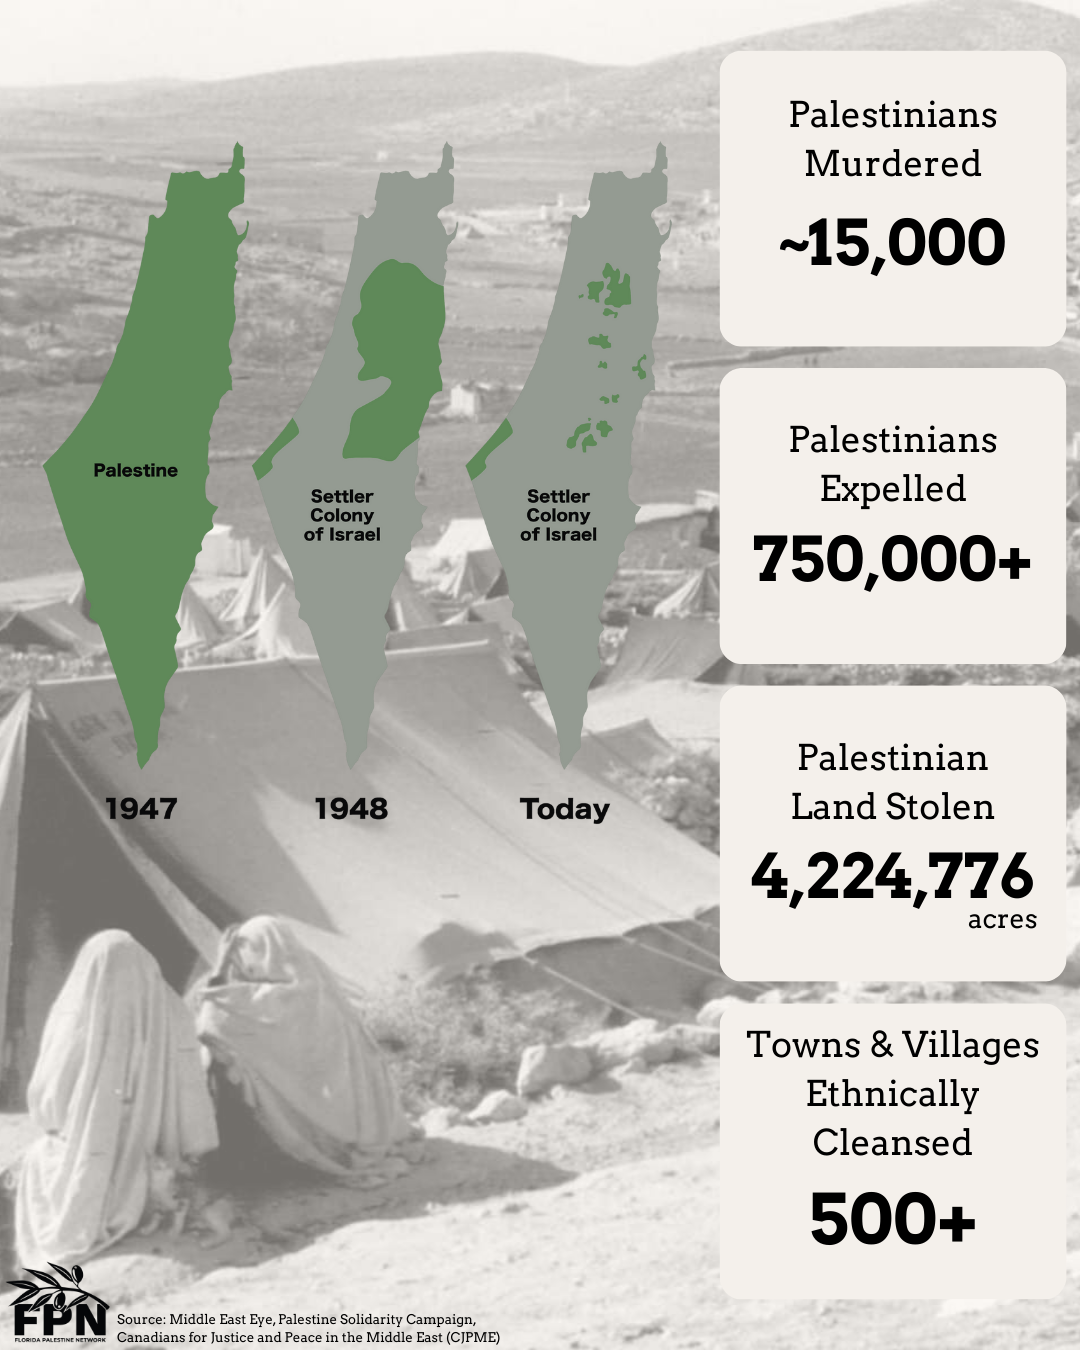 Palestinians
Murdered
~15,000
Palestinians
Expelled
750,000+
Palestinian
Land Stolen
4,224,776
acres
Towns & Villages
Ethnically
Cleansed
500+
Palestine
Settler
Colony
of Israel
Settler
Colony
of Israel
1947
1948
Today
FPN
FLORIDA PALESTINE NETWORK
Source: Middle East Eye, Palestine Solidarity Campaign,
Canadians for Justice and Peace in the Middle East (CJPME)